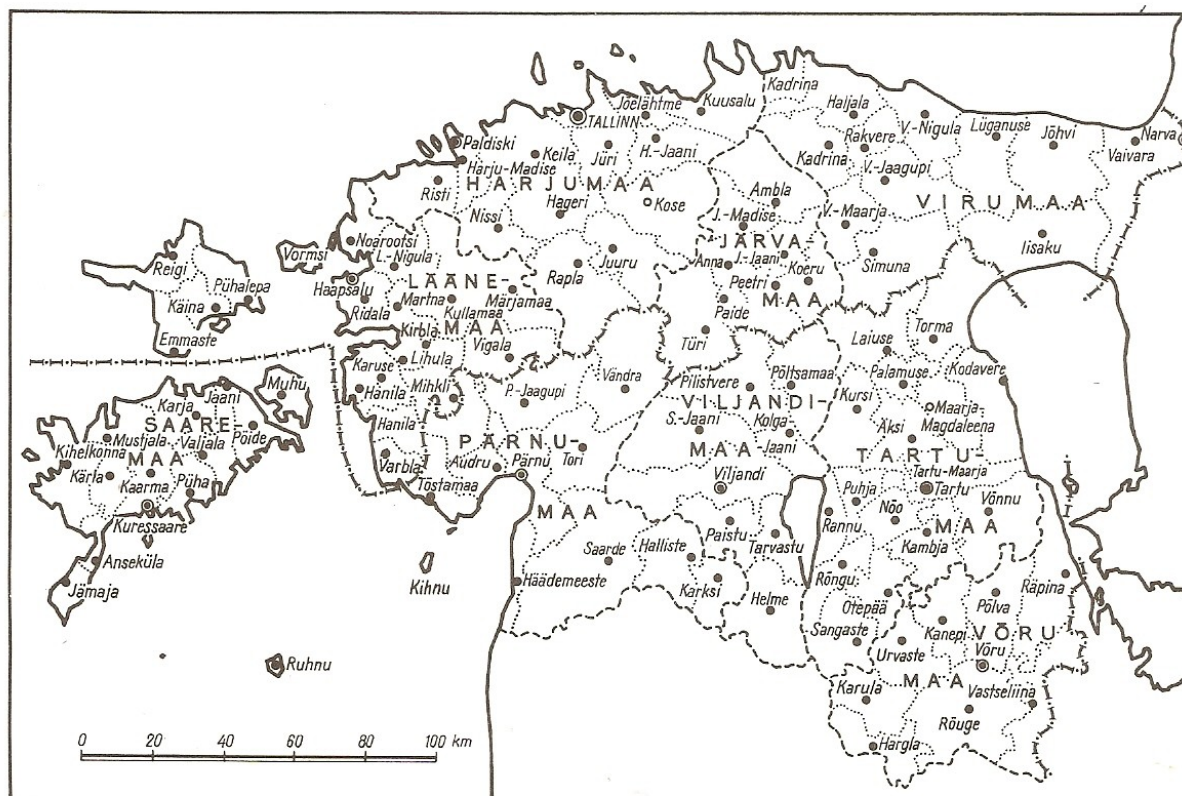 Kadrina
Jõelähtme
Kuusalu
Haljala
TALLINN
V.-Nigula
Lüganuse
Jõhvi
Narva
Paldiski
Keila
Jüri
H.-Jaani
Rakvere
Vaivara
Harju-Madise
Kadrina
V.-Jaagupi
HARJUMAA
Risti
Ambla
Hageri
Kose
VIRUMAA
Nissi
J.-Madise
V.-Maarja
Noarootsi
JÄRVA-
Iisaku
Vormsi
L.-Nigula
Juuru
Anna
J.-Jaani
Simuna
Reigi
Rapla
Koeru
Pühalepa
Haapsalu
LÄÄNE-
Peetri
MAA
Käina
Ridala
Martna
Märjamaa
Paide
Kullamaa
Emmaste
Kirbla
MAA
Türi
Laiuse
Torma
Lihula
Vigala
Karuse
Kodavere
Muhu
Hanila
Mihkli
P.-Jaagupi
Vändra
Pilistvere
Põltsamaa
Palamuse
Jaani
VILJANDI-
Kursi
Karja
Maarja-
Magdaleena
SAARE-
Hanila
S.-Jaani
Kolga-
Jaani
Äksi
Mustjala
Valjala
Pöide
PÄRNU-
MAA
TARTU-
Kihelkonna
MAA
Varbla
Audru
Pärnu
Tori
Tartu-Maarja
Kärla
Kaarma
Püha
Tõstamaa
Viljandi
Puhja
Tartu
Võnnu
Kuressaare
MAA
Rannu
Nõo
MAA
Paistu
Tarvastu
Kambja
Anseküla
Saarde
Halliste
Jämaja
Kihnu
Häädemeeste
Karksi
Rõngu
Räpina
Helme
Otepää
Põlva
Sangaste
Kanepi
VÕRU
Ruhnu
Urvaste
Võru
MAA
Karula
Vastseliina
Rõuge
Hargla
0 20 40 60 80 100 km